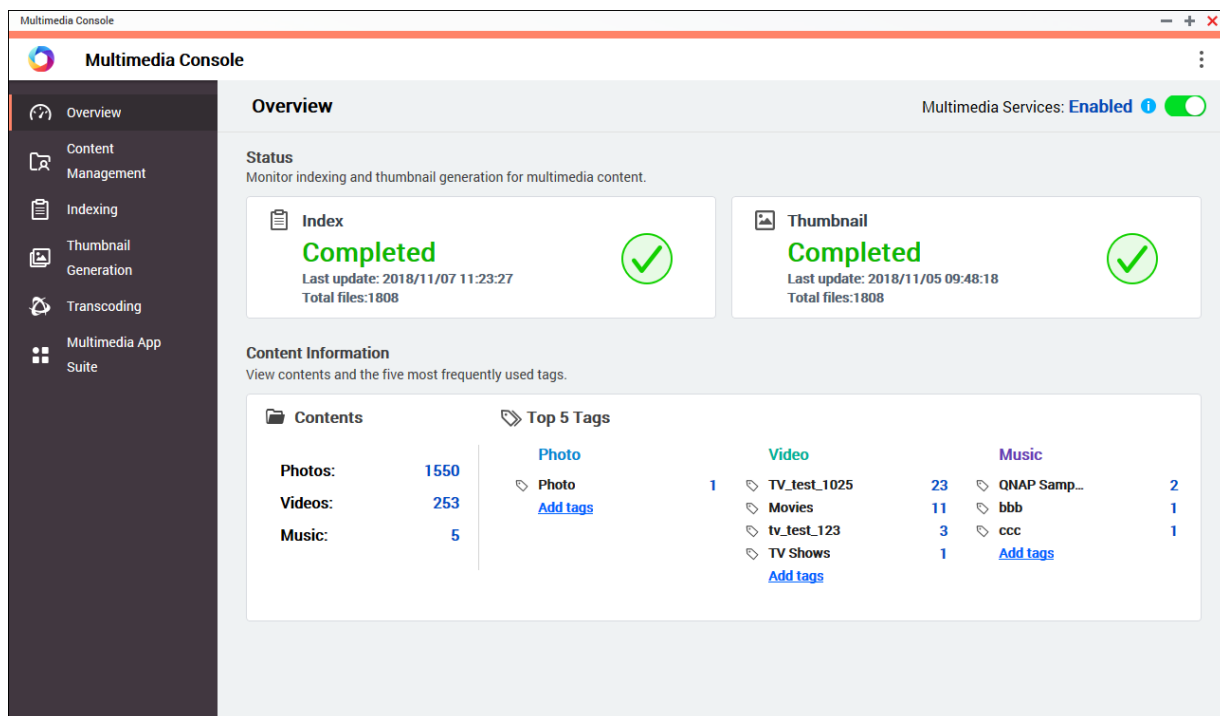 Multimedia Console
Multimedia Console
Overview
Content
Management
Indexing
Thumbnail
Generation
Transcoding
Multimedia App
Suite
Overview
Multimedia Services: Enabled
Status
Monitor indexing and thumbnail generation for multimedia content.
Index
Completed
Last update: 2018/11/07 11:23:27
Total files:1808
Thumbnail
Completed
Last update: 2018/11/05 09:48:18
Total files:1808
Content Information
View contents and the five most frequently used tags.
Contents
Photos: 1550
Videos: 253
Music: 5
Top 5 Tags
Photo
Photo 1
Add tags
Video
TV_test_1025 23
Movies 11
tv_test_123 3
TV Shows 1
Add tags
Music
QNAP Samp... 2
bbb 1
ccc 1
Add tags